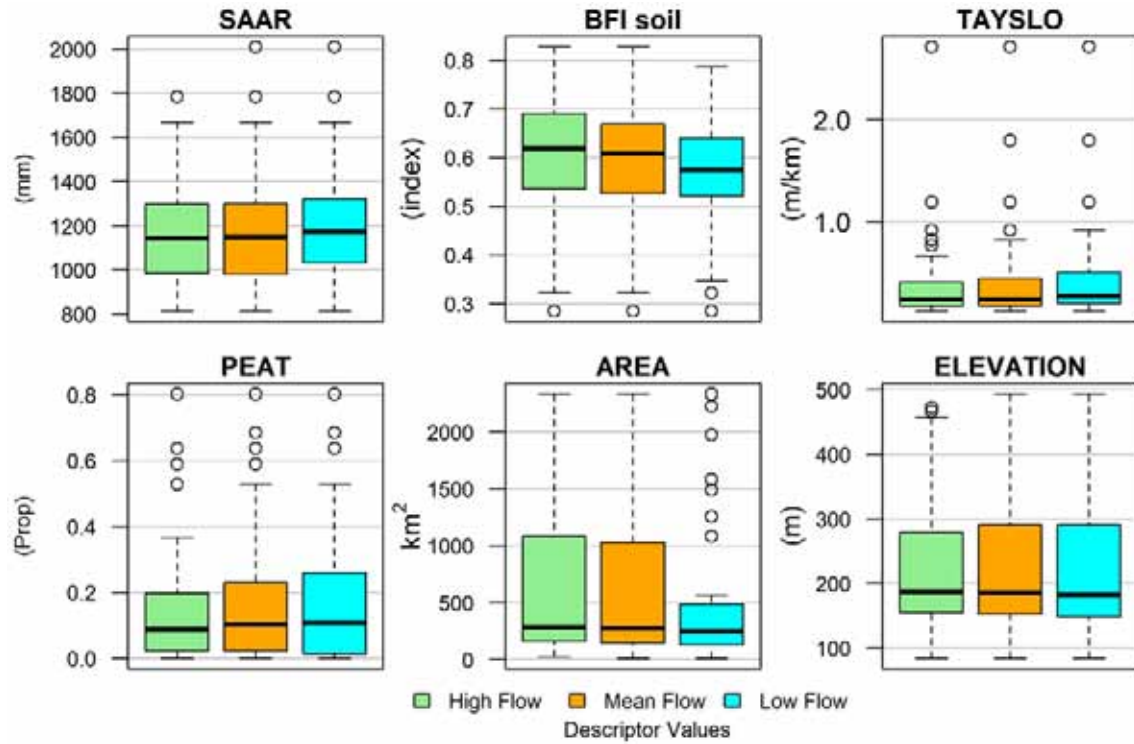 SAAR
2000
1800
1600
1400
1200
1000
800
(mm)
BFI soil
0.8
0.7
0.6
0.5
0.4
0.3
(index)
TAYSLO
2.0
1.0
(m/km)
PEAT
0.8
0.6
0.4
0.2
0.0
(Prop)
AREA
2000
1500
1000
500
0
km²
ELEVATION
500
400
300
200
100
(m)
High Flow Mean Flow Low Flow
Descriptor Values